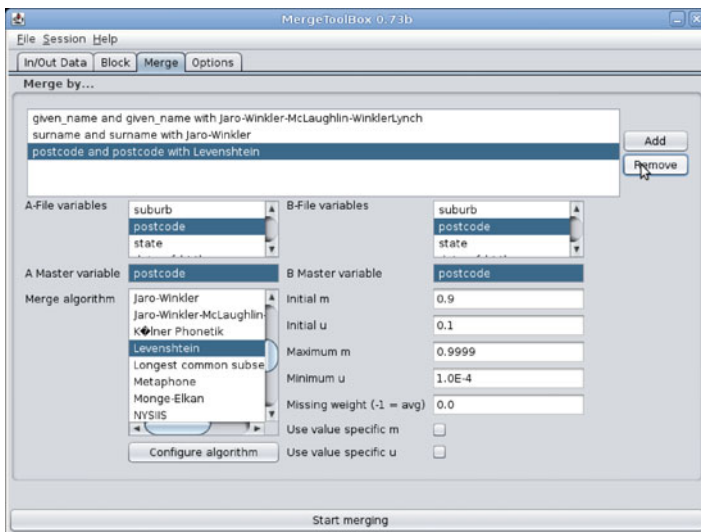 MergeToolBox 0.73b
File Session Help
In/Out Data Block Merge Options
Merge by...
given_name and given_name with Jaro-Winkler-McLaughlin-WinklerLynch
surname and surname with Jaro-Winkler
postcode and postcode with Levenshtein
Add
Remove
A-File variables
suburb
postcode
state
B-File variables
suburb
postcode
state
A Master variable postcode
B Master variable postcode
Merge algorithm
Jaro-Winkler
Jaro-Winkler-McLaughlin-
K�lner Phonetik
Levenshtein
Longest common subse
Metaphone
Monge-Elkan
NYSIIS
Configure algorithm
Initial m 0.9
Initial u 0.1
Maximum m 0.9999
Minimum u 1.0E-4
Missing weight (-1 = avg) 0.0
Use value specific m
Use value specific u
Start merging